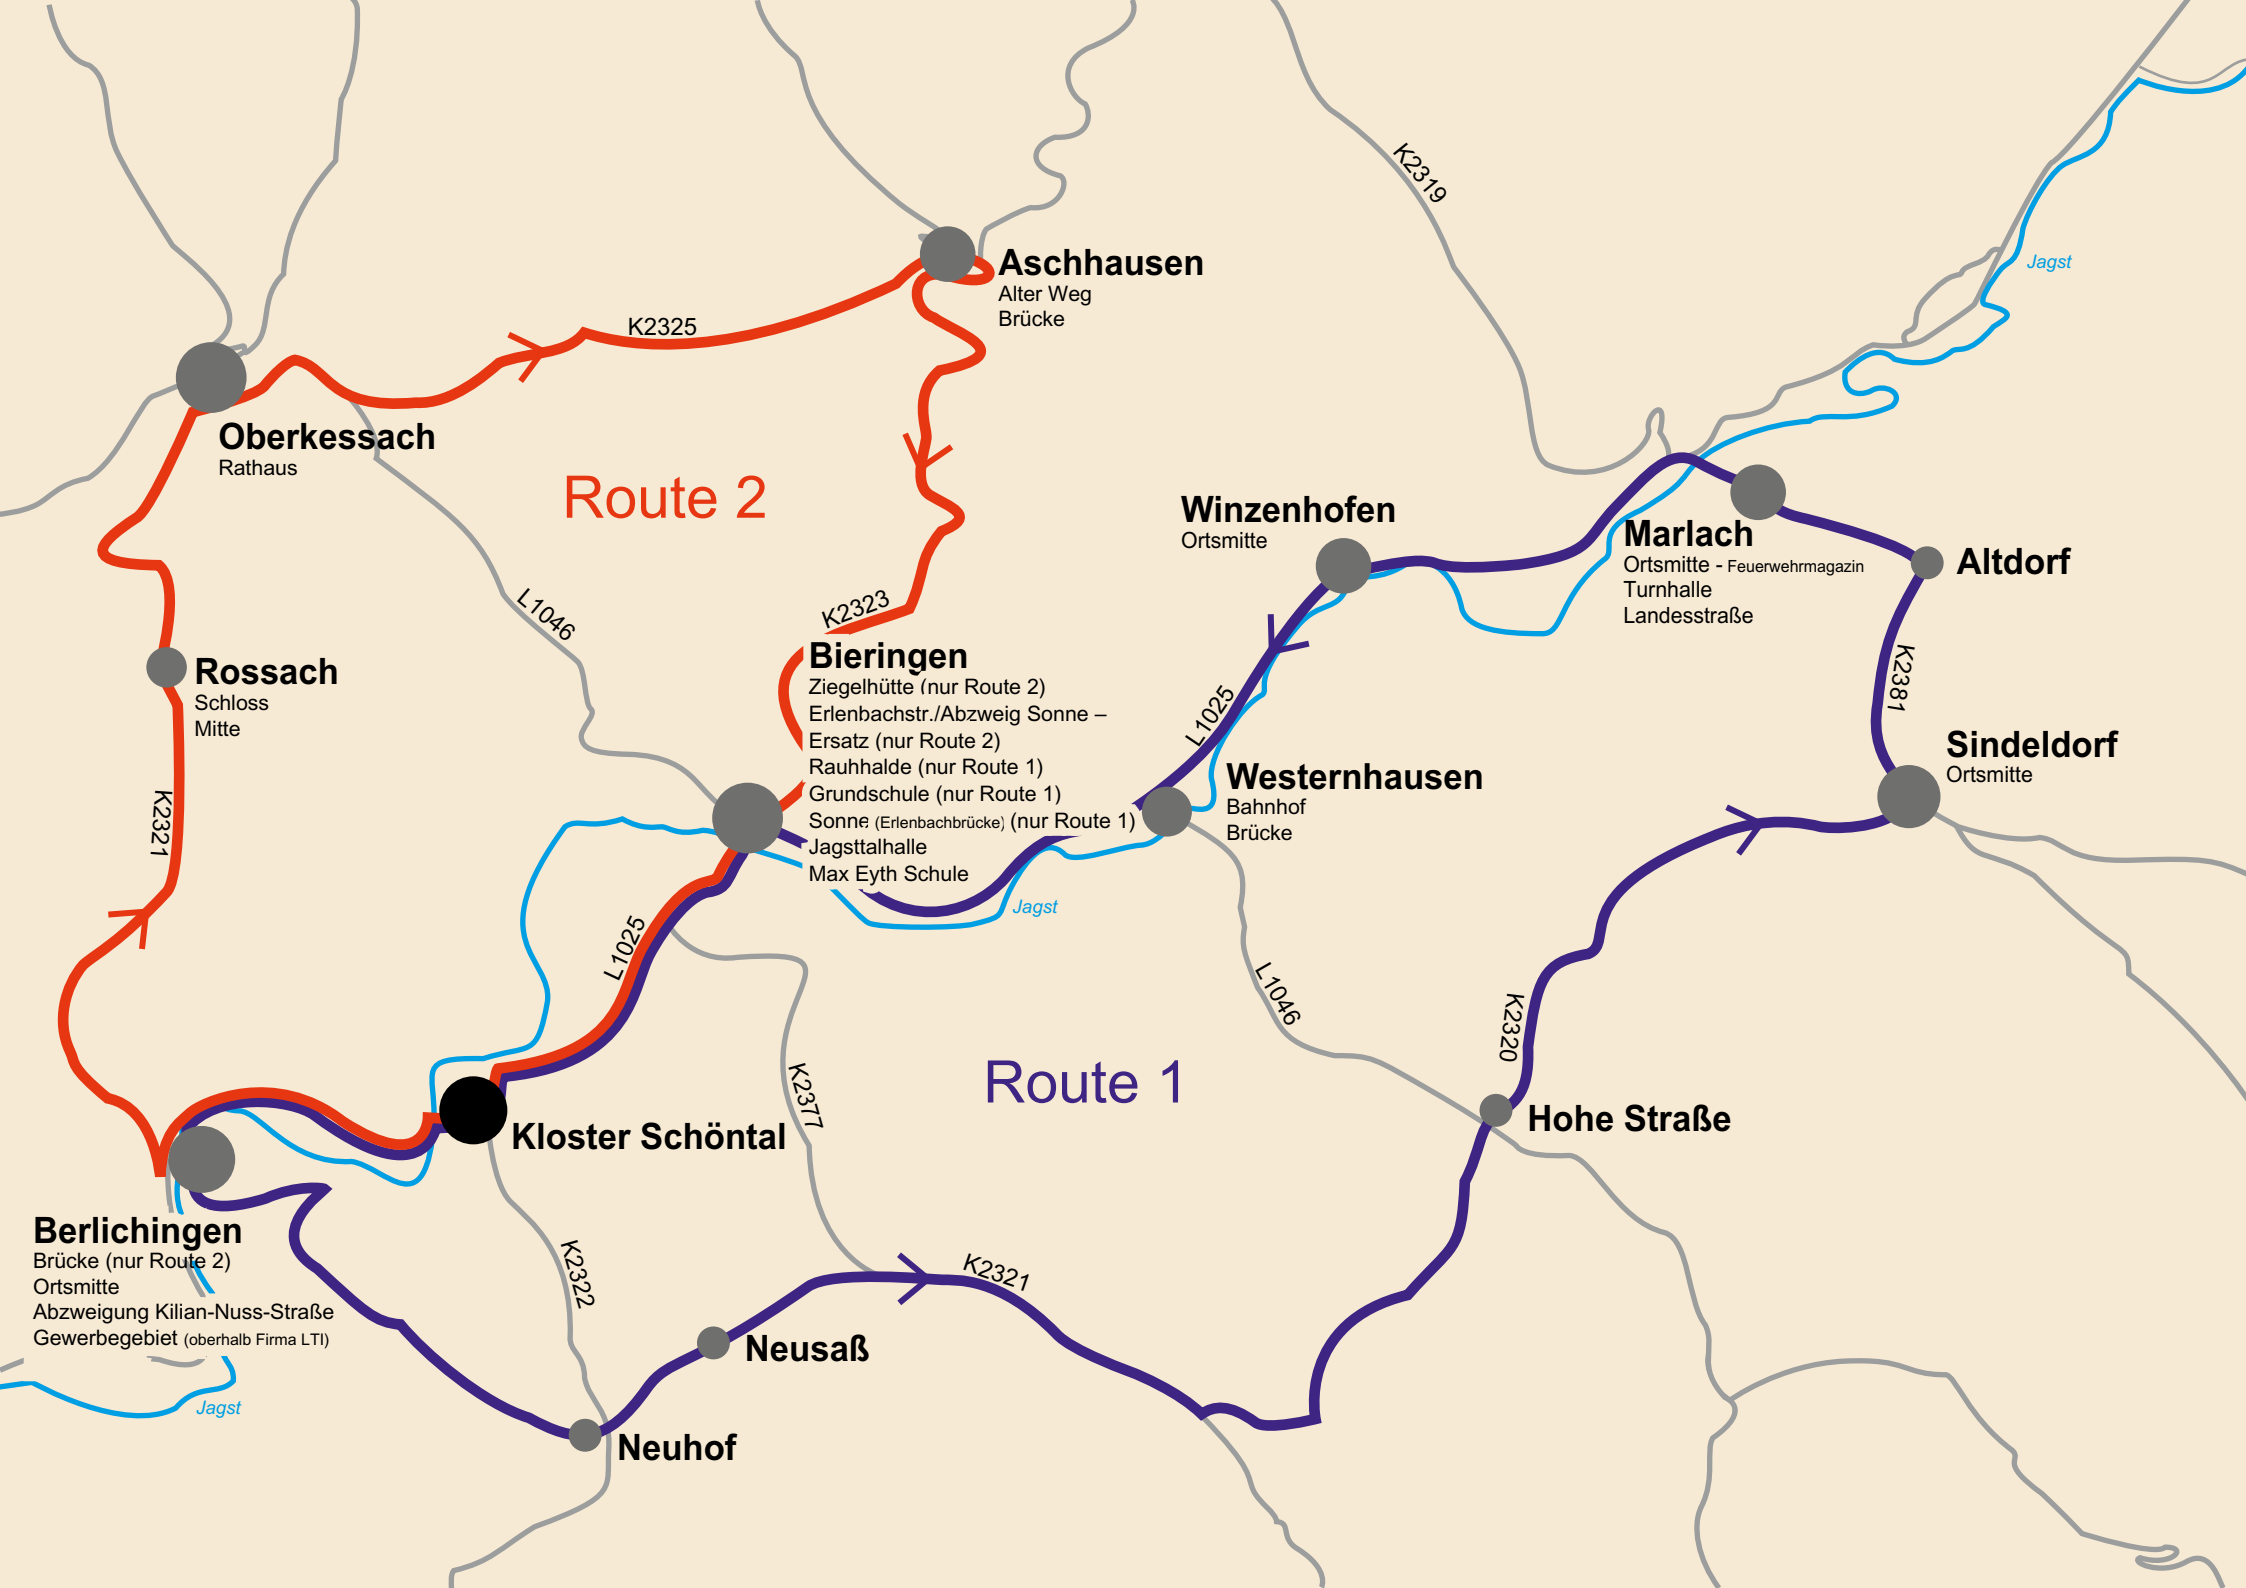 K2319
Jagst
Aschhausen
Alter Weg
Brücke
K2325
Oberkessach
Rathaus
Route 2
Winzenhofen
Ortsmitte
Marlach
Ortsmitte - Feuerwehrmagazin
Turnhalle
Landesstraße
Altdorf
L1046
K2323
Rossach
Schloss
Mitte
Bieringen
Ziegelhütte (nur Route 2)
Erlenbachstr./Abzweig Sonne –
Ersatz (nur Route 2)
Rauhhalde (nur Route 1)
Grundschule (nur Route 1)
Sonne (Erlenbachbrücke) (nur Route 1)
Jagsttalhalle
Max Eyth Schule
L1025
K2381
Sindeldorf
Ortsmitte
Westernhausen
Bahnhof
Brücke
K2321
Jagst
L1025
L1046
K2320
Route 1
K2377
Hohe Straße
Kloster Schöntal
Berlichingen
Brücke (nur Route 2)
Ortsmitte
Abzweigung Kilian-Nuss-Straße
Gewerbegebiet (oberhalb Firma LTI)
K2322
K2321
Neusaß
Jagst
Neuhof